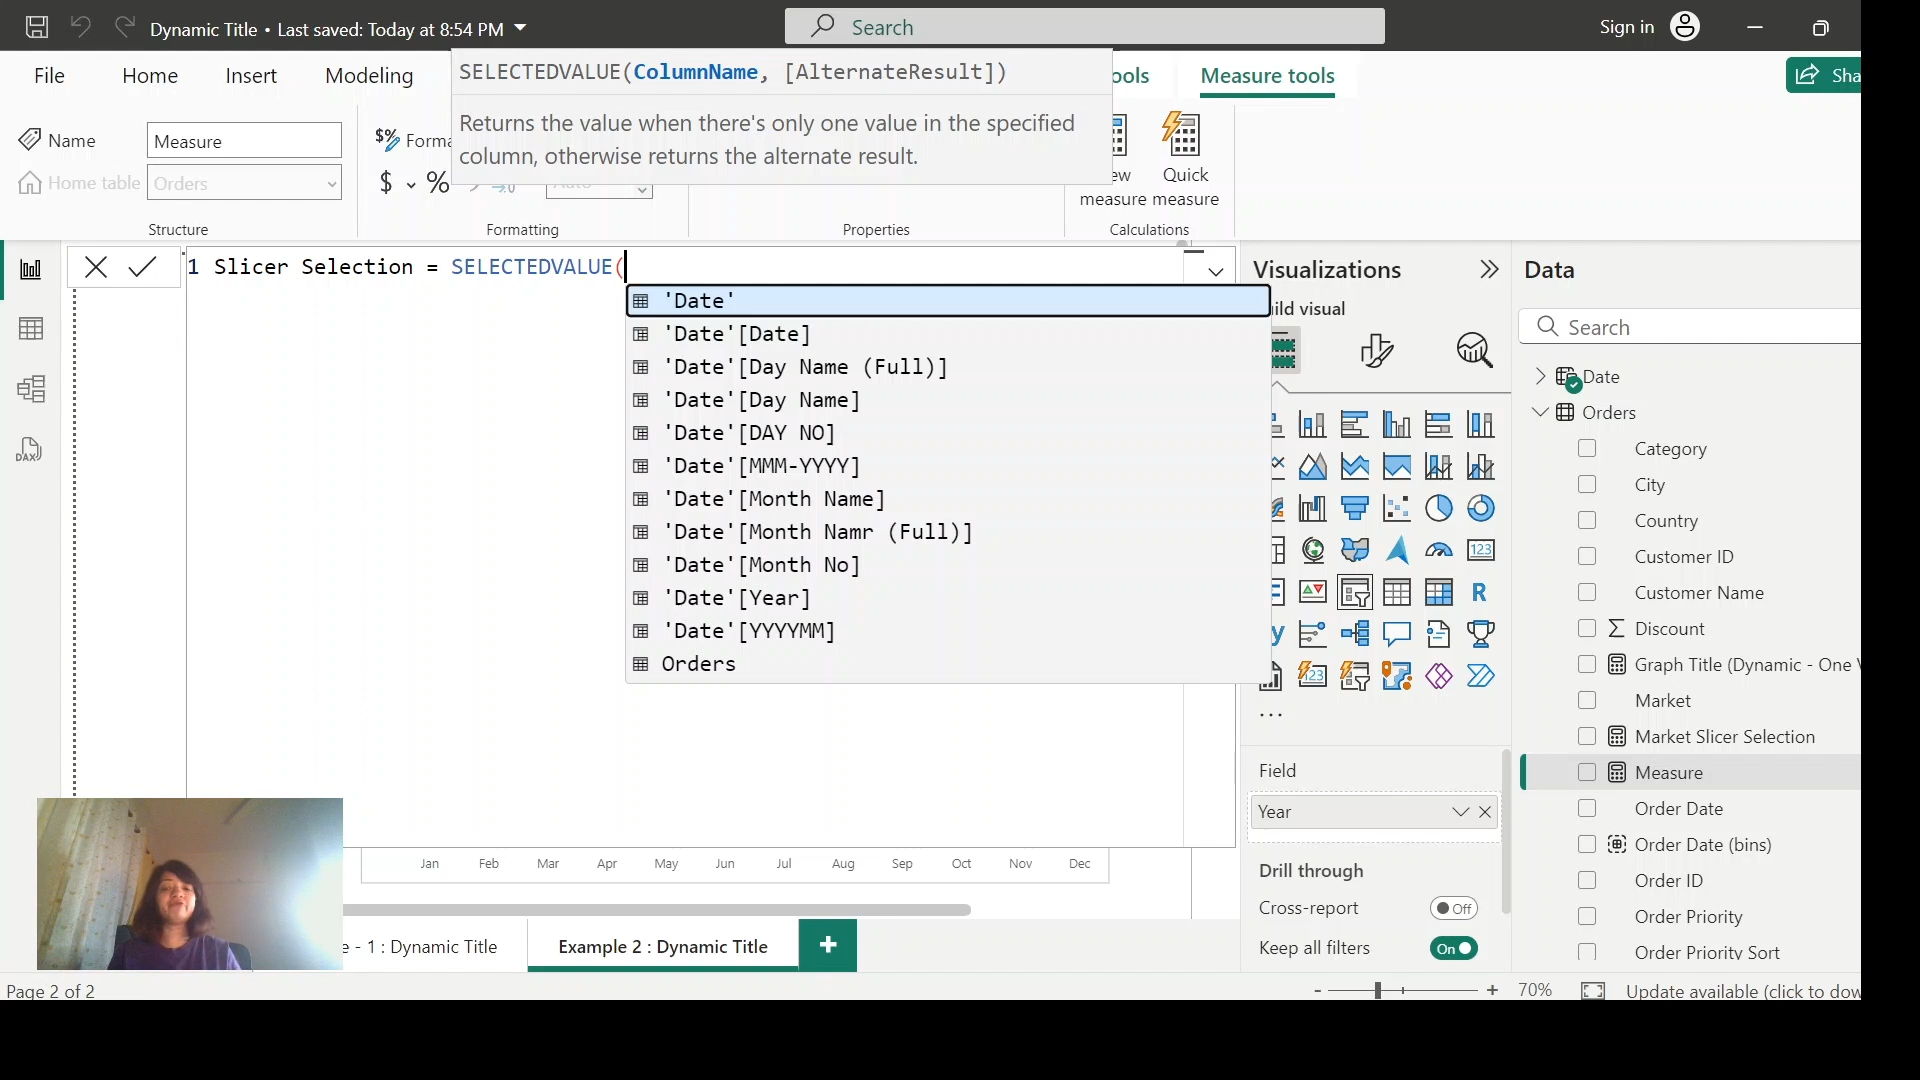 Dynamic Title • Last saved: Today at 8:54 PM
Search
Sign in
File
Home
Insert
Modeling
SELECTEDVALUE(ColumnName, [AlternateResult])
Returns the value when there's only one value in the specified
column, otherwise returns the alternate result.
ools
Measure tools
Sha
Name
Measure
Home table
Orders
Structure
$%
Forma
$
%
Auto
Formatting
Properties
ew
measure
Quick
measure
Calculations
1 Slicer Selection = SELECTEDVALUE(
'Date'
'Date'[Date]
'Date'[Day Name (Full)]
'Date'[Day Name]
'Date'[DAY NO]
'Date'[MMM-YYYY]
'Date'[Month Name]
'Date'[Month Namr (Full)]
'Date'[Month No]
'Date'[Year]
'Date'[YYYYMM]
Orders
DAX
Jan Feb Mar Apr May Jun Jul Aug Sep Oct Nov Dec
Visualizations
ild visual
123
R
y
123
...
Field
Year
Drill through
Cross-report
Off
Keep all filters
On
Data
Search
Date
Orders
Category
City
Country
Customer ID
Customer Name
Discount
Graph Title (Dynamic - One V
Market
Market Slicer Selection
Measure
Order Date
Order Date (bins)
Order ID
Order Priority
Order Priority Sort
e - 1 : Dynamic Title
Example 2 : Dynamic Title
+
Page 2 of 2
- + 70%
Update available (click to dow